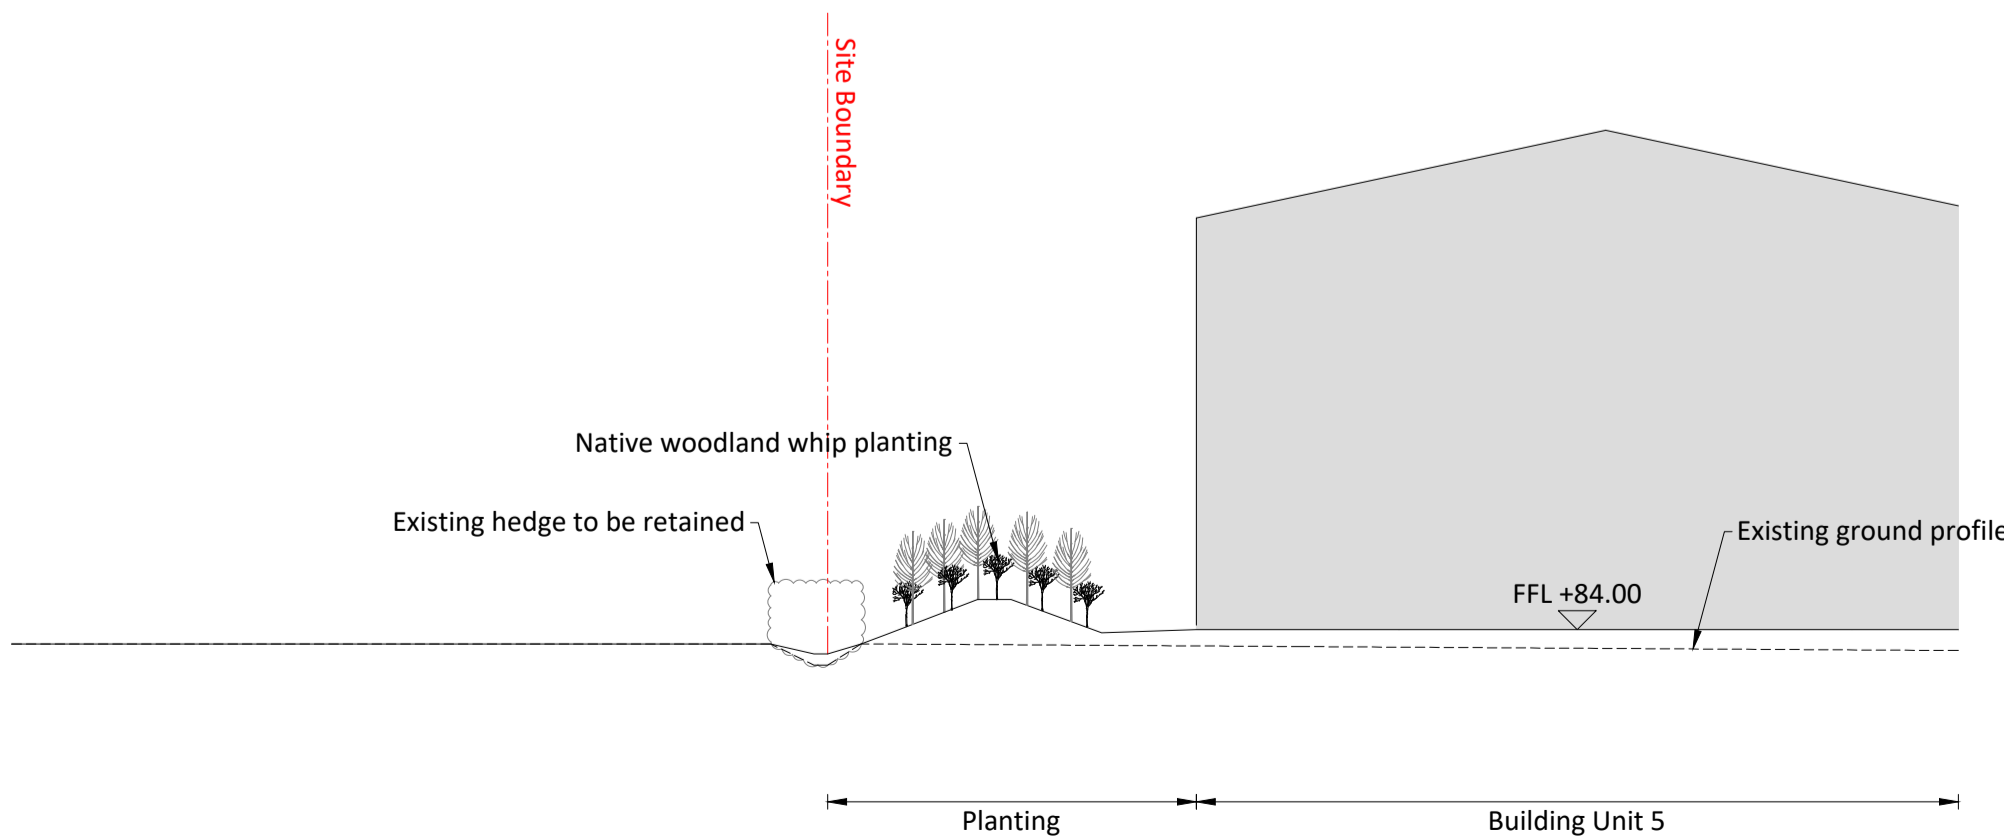 Site Boundary
Native woodland whip planting
Existing hedge to be retained
Existing ground profile
FFL +84.00
Planting
Building Unit 5